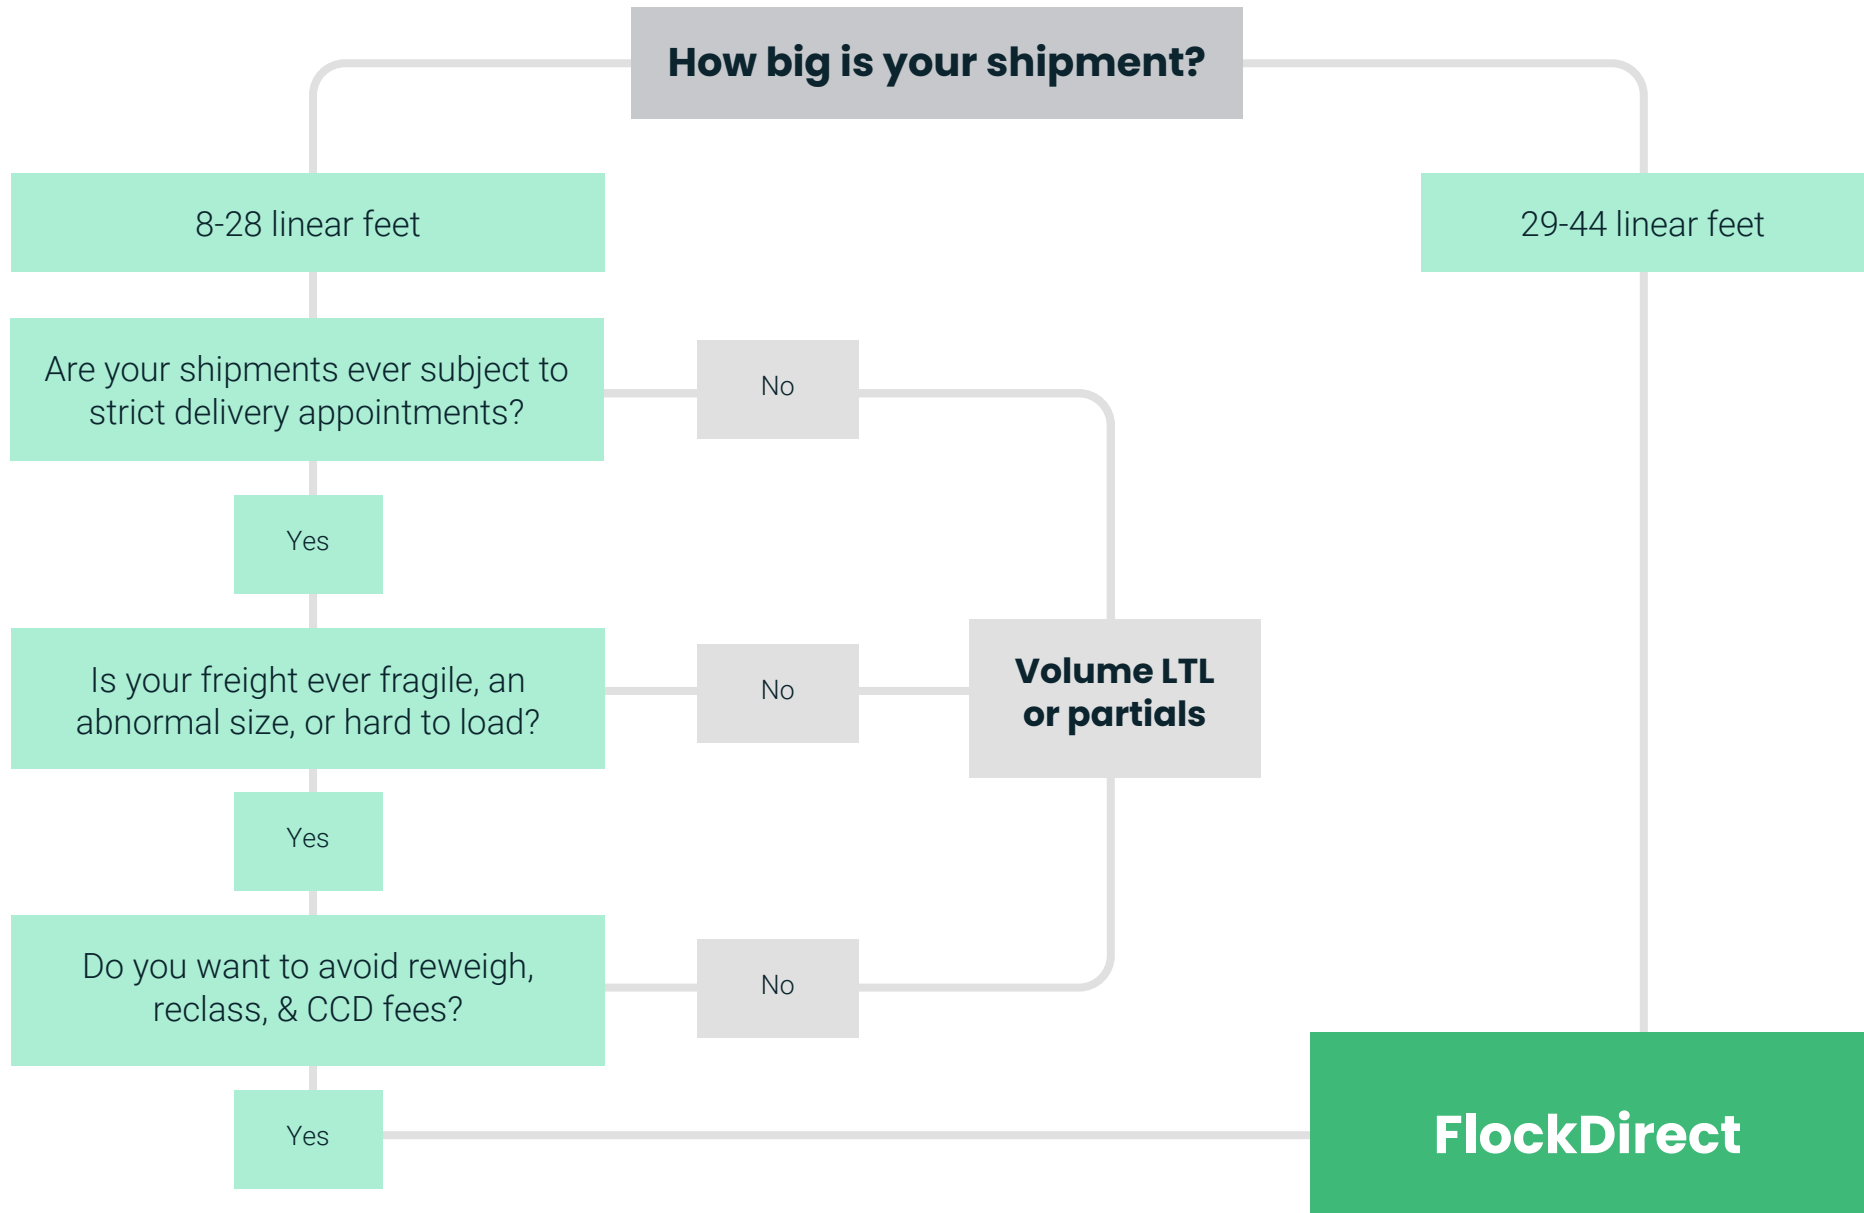 How big is your shipment?
8-28 linear feet
29-44 linear feet
Are your shipments ever subject to
strict delivery appointments?
No
Yes
Is your freight ever fragile, an
abnormal size, or hard to load?
No
Volume LTL
or partials
Yes
Do you want to avoid reweigh,
reclass, & CCD fees?
No
Yes
FlockDirect